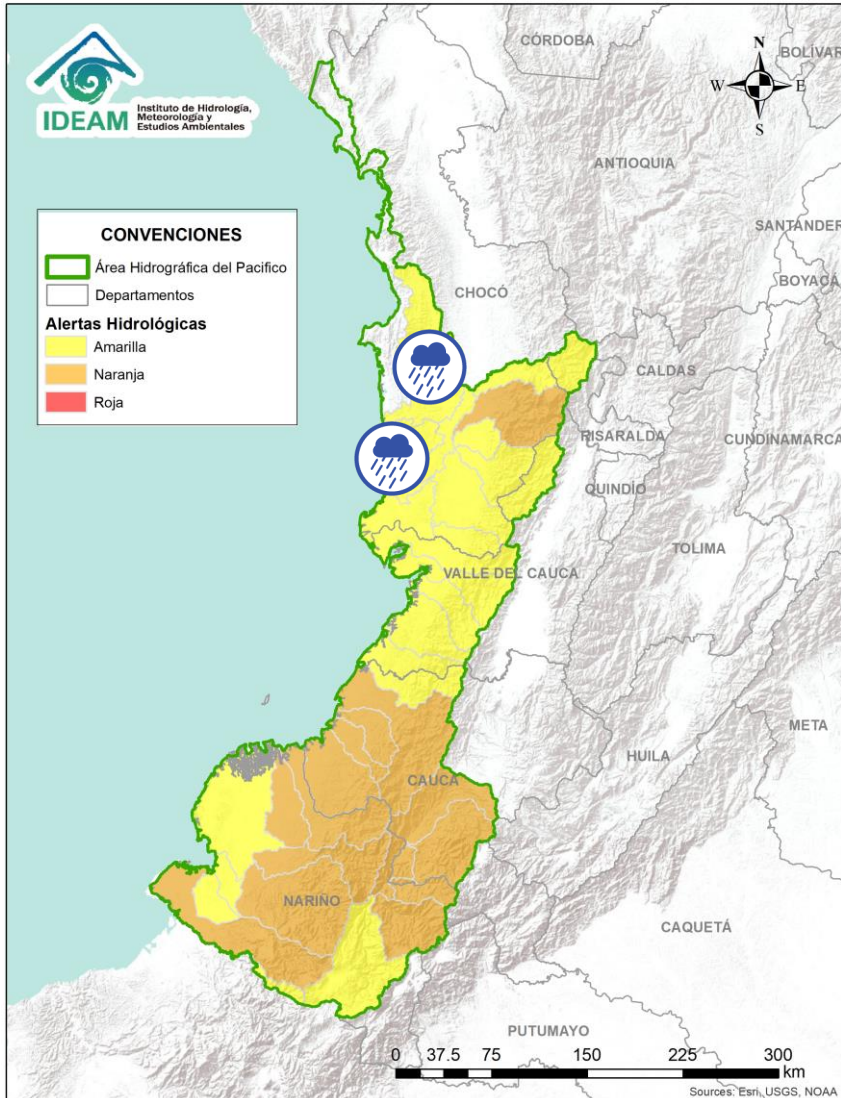 IDEAM
Instituto de Hidrología,
Meteorología y
Estudios Ambientales
CÓRDOBA
N
BOLÍVAR
W
E
S
ANTIOQUIA
CONVENCIONES
Área Hidrográfica del Pacifico
Departamentos
Alertas Hidrológicas
Amarilla
Naranja
Roja
SANTANDER
BOYACÁ
CHOCÓ
CALDAS
RISARALDA
CUNDINAMARCA
QUINDÍO
TOLIMA
VALLE DEL CAUCA
META
HUILA
CAUCA
NARIÑO
CAQUETÁ
PUTUMAYO
0 37.5 75 150 225 300
km
Sources: Esri, USGS, NOAA